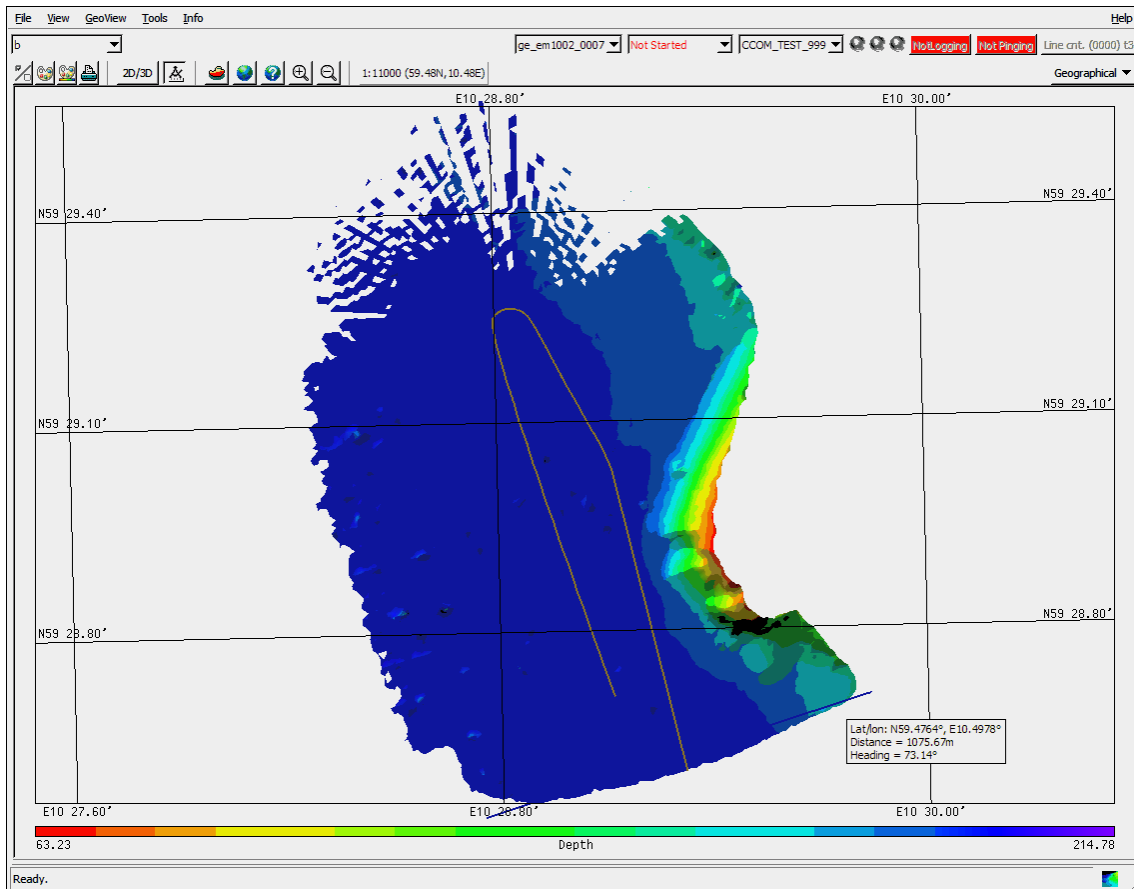 File View GeoView Tools Info Help
b ge_em1002_0007 Not Started CCOM_TEST_999 NotLogging Not Pinging Line cnt. (0000) t3
2D/3D 1:11000 (59.48N,10.48E) Geographical
E10 28.80' E10 30.00'
N59 29.40' N59 29.40'
N59 29.10' N59 29.10'
N59 28.80' N59 28.80'
Lat/lon: N59.4764°, E10.4978°
Distance = 1075.67m
Heading = 73.14°
E10 27.60' E10 28.80' E10 30.00'
63.23 Depth 214.78
Ready.